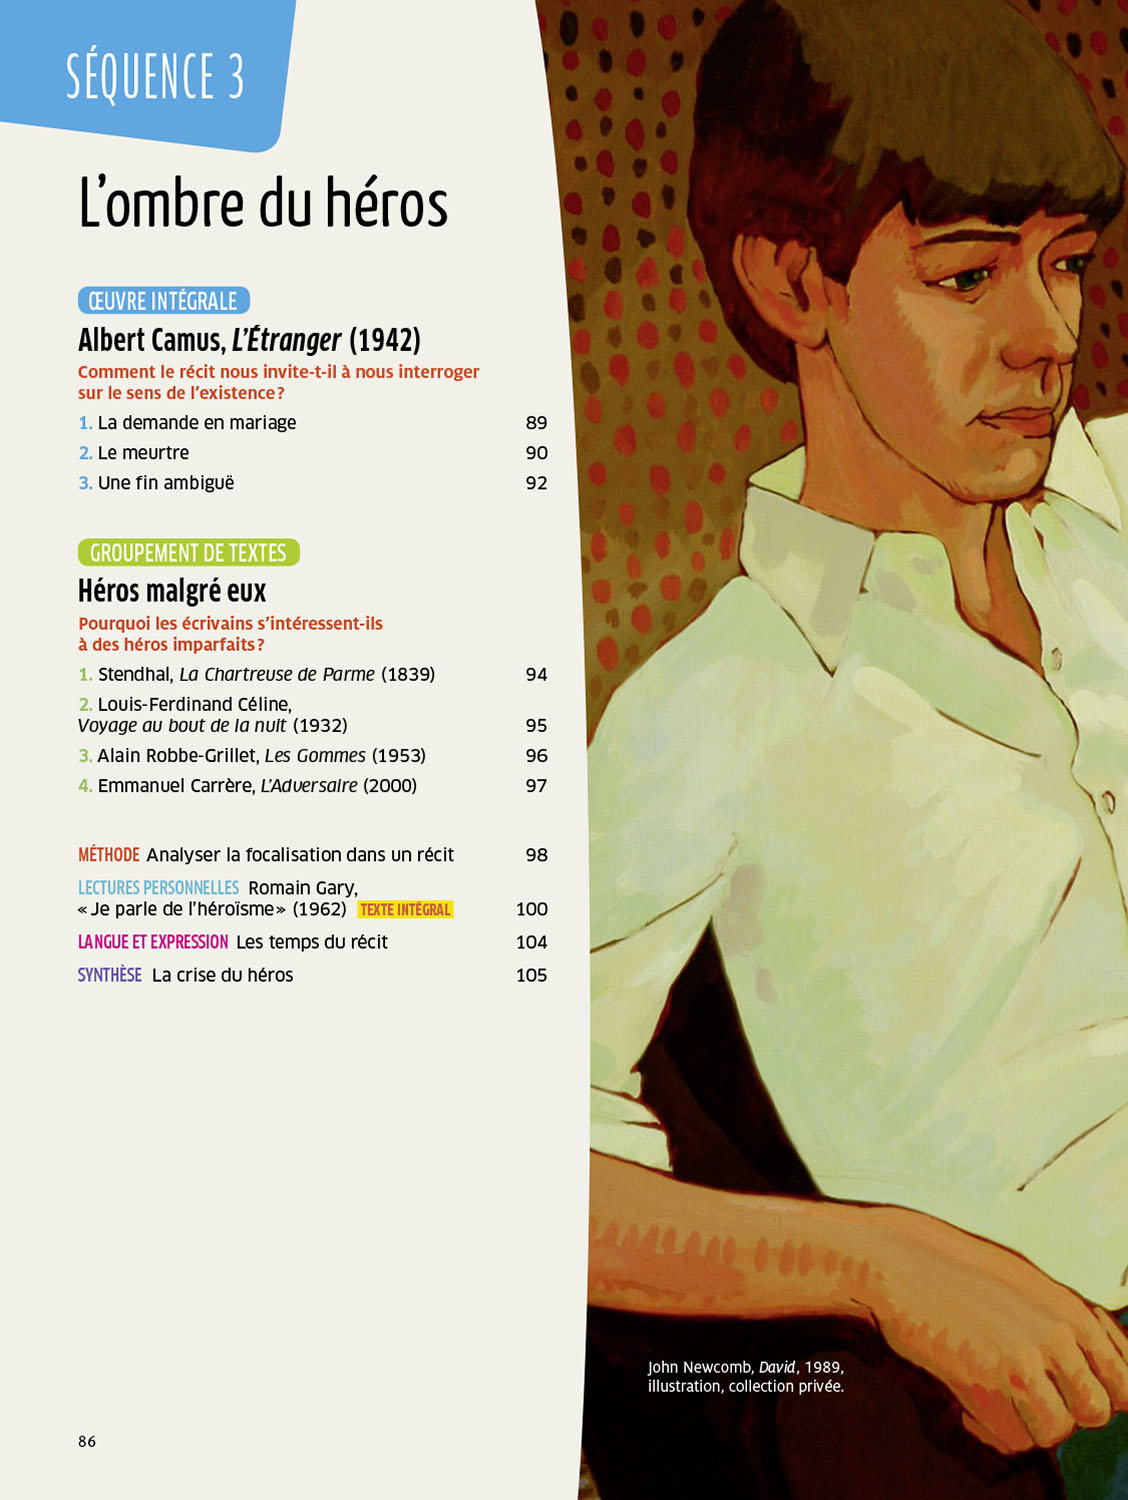 SÉQUENCE 3
L’ombre du héros
ŒUVRE INTÉGRALE
Albert Camus, L’Étranger (1942)
Comment le récit nous invite-t-il à nous interroger
sur le sens de l’existence ?
1. La demande en mariage 89
2. Le meurtre 90
3. Une fin ambiguë 92
GROUPEMENT DE TEXTES
Héros malgré eux
Pourquoi les écrivains s’intéressent-ils
à des héros imparfaits ?
1. Stendhal, La Chartreuse de Parme (1839) 94
2. Louis-Ferdinand Céline,
Voyage au bout de la nuit (1932) 95
3. Alain Robbe-Grillet, Les Gommes (1953) 96
4. Emmanuel Carrère, L’Adversaire (2000) 97
MÉTHODE Analyser la focalisation dans un récit 98
LECTURES PERSONNELLES Romain Gary,
« Je parle de l’héroïsme » (1962) TEXTE INTÉGRAL 100
LANGUE ET EXPRESSION Les temps du récit 104
SYNTHÈSE La crise du héros 105
John Newcomb, David, 1989,
illustration, collection privée.
86